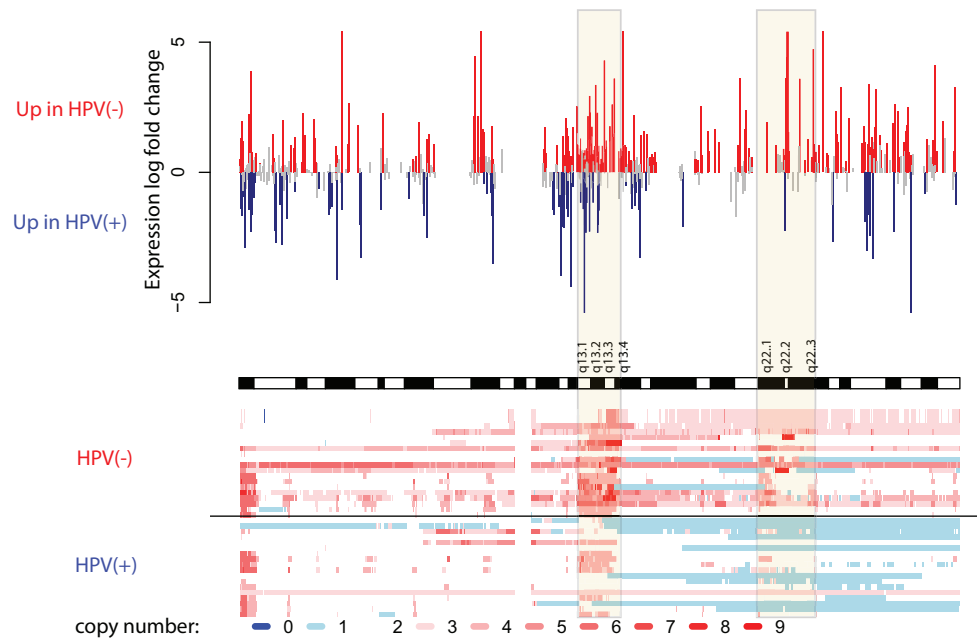 5
Up in HPV(-)
0
Up in HPV(+)
-5
Expression log fold change
q13.1
q13.2
q13.3
q13.4
q22..1
q22..2
q22..3
HPV(-)
HPV(+)
copy number: 0 1 2 3 4 5 6 7 8 9